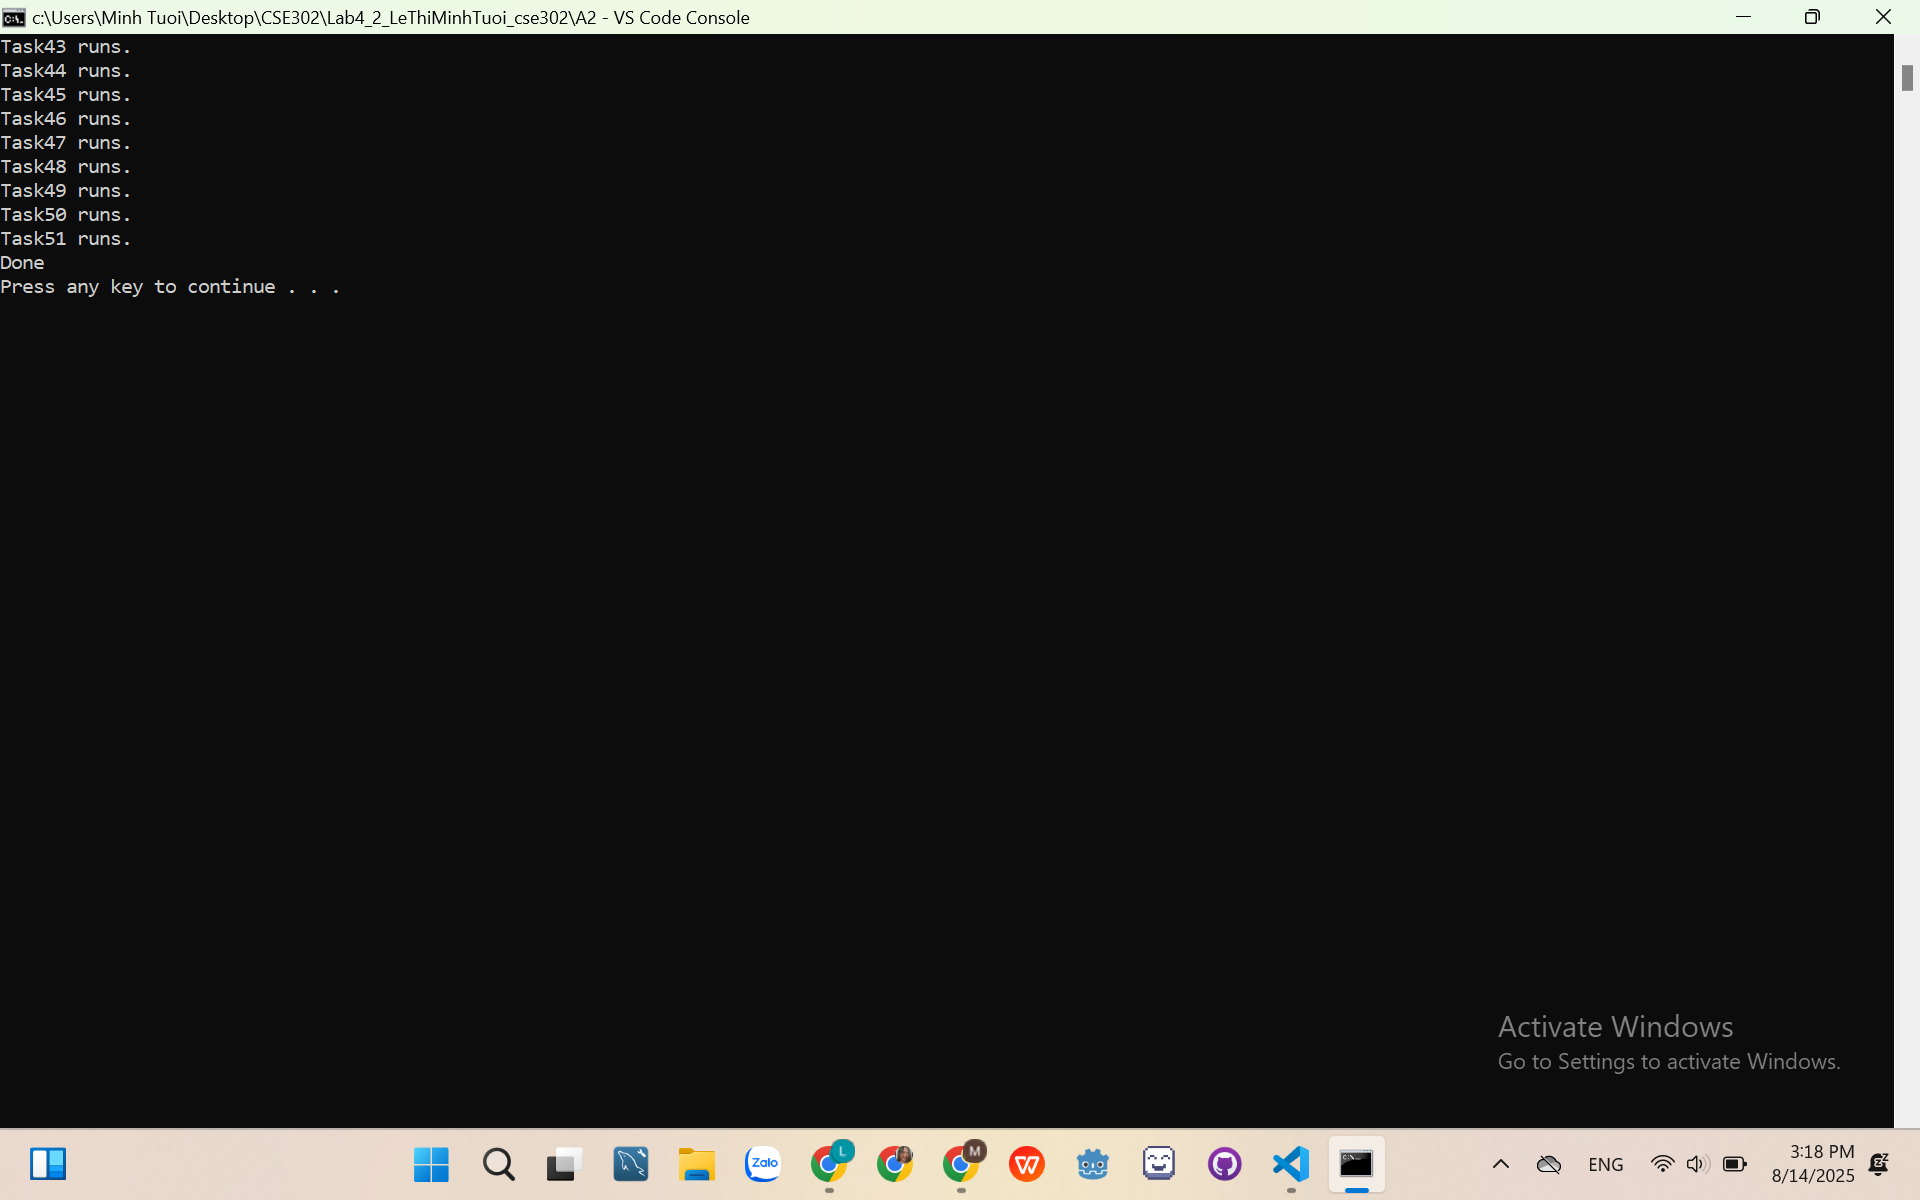 c:\Users\Minh Tuoi\Desktop\CSE302\Lab4_2_LeThiMinhTuoi_cse302\A2 - VS Code Console
Task43 runs.
Task44 runs.
Task45 runs.
Task46 runs.
Task47 runs.
Task48 runs.
Task49 runs.
Task50 runs.
Task51 runs.
Done
Press any key to continue . . .
Activate Windows
Go to Settings to activate Windows.
Zalo
L
M
ENG
3:18 PM
8/14/2025